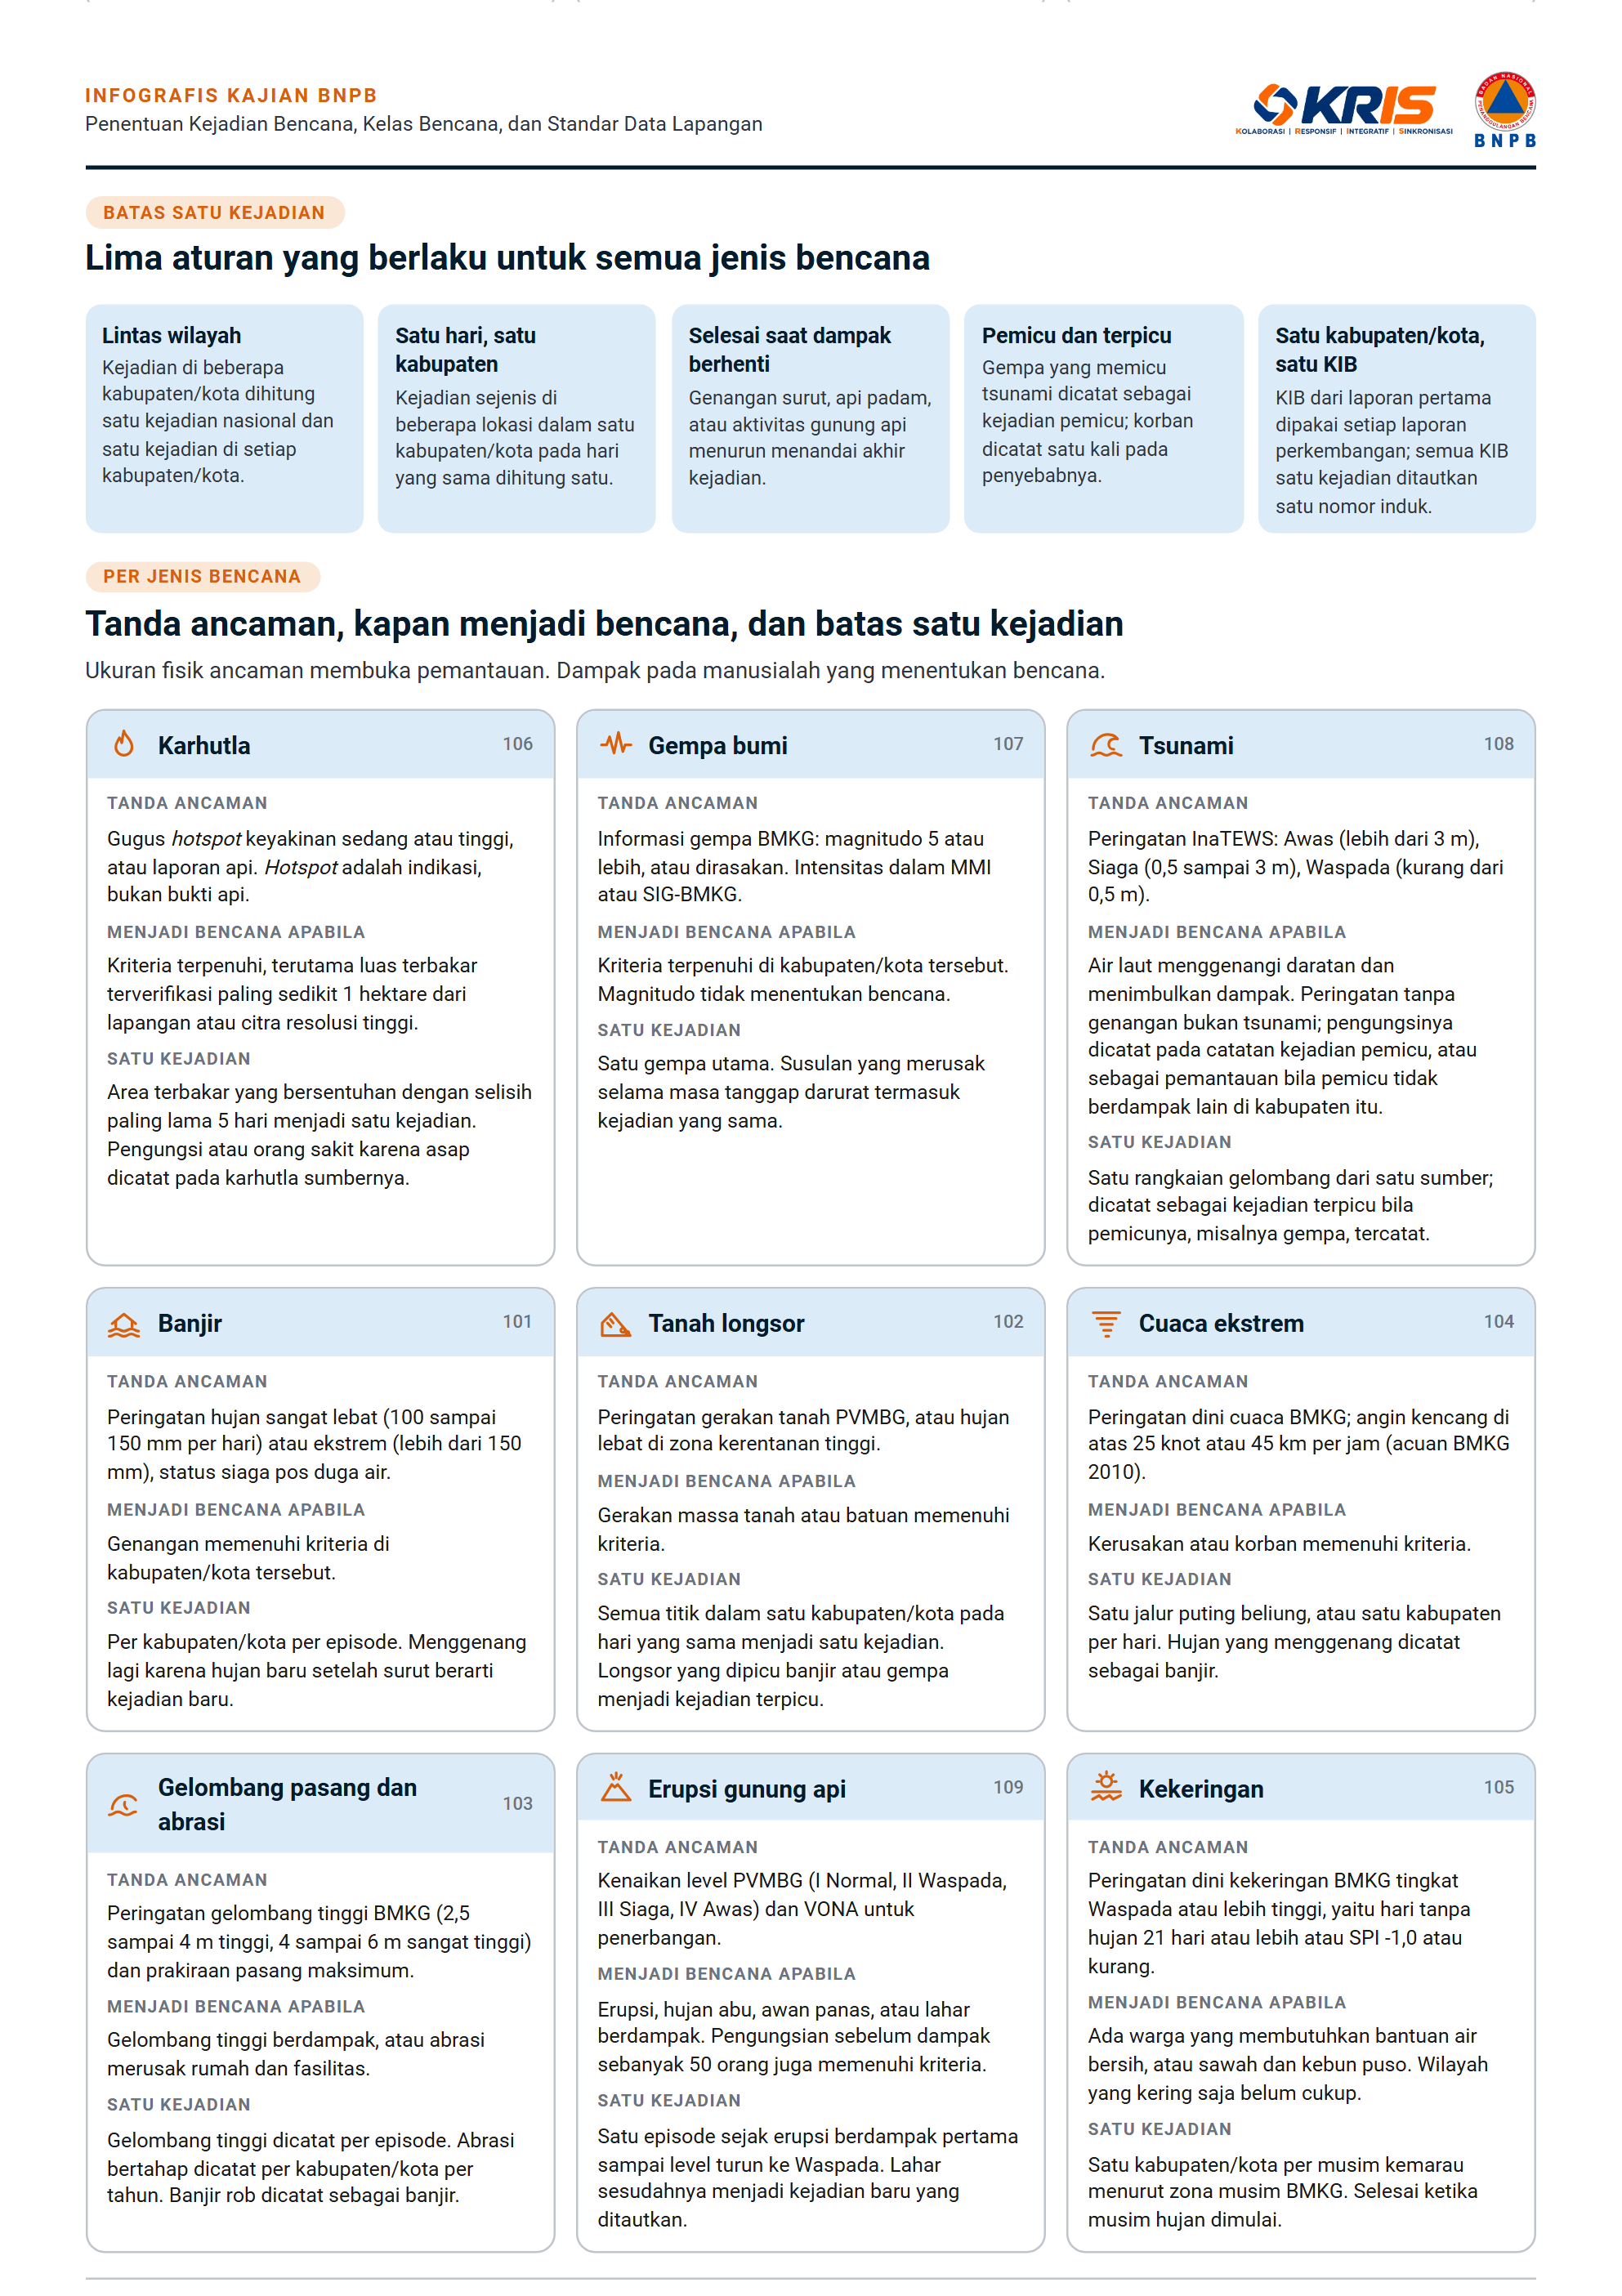 INFOGRAFIS KAJIAN BNPB
Penentuan Kejadian Bencana, Kelas Bencana, dan Standar Data Lapangan
KRIS
KOLABORASI | RESPONSIF | INTEGRATIF | SINKRONISASI
BADAN NASIONAL
PENANGGULANGAN BENCANA
BNPB
BATAS SATU KEJADIAN
Lima aturan yang berlaku untuk semua jenis bencana
Lintas wilayah
Kejadian di beberapa
kabupaten/kota dihitung
satu kejadian nasional dan
satu kejadian di setiap
kabupaten/kota.
Satu hari, satu
kabupaten
Kejadian sejenis di
beberapa lokasi dalam satu
kabupaten/kota pada hari
yang sama dihitung satu.
Selesai saat dampak
berhenti
Genangan surut, api padam,
atau aktivitas gunung api
menurun menandai akhir
kejadian.
Pemicu dan terpicu
Gempa yang memicu
tsunami dicatat sebagai
kejadian pemicu; korban
dicatat satu kali pada
penyebabnya.
Satu kabupaten/kota,
satu KIB
KIB dari laporan pertama
dipakai setiap laporan
perkembangan; semua KIB
satu kejadian ditautkan
satu nomor induk.
PER JENIS BENCANA
Tanda ancaman, kapan menjadi bencana, dan batas satu kejadian
Ukuran fisik ancaman membuka pemantauan. Dampak pada manusialah yang menentukan bencana.
Karhutla 106
TANDA ANCAMAN
Gugus hotspot keyakinan sedang atau tinggi,
atau laporan api. Hotspot adalah indikasi,
bukan bukti api.
MENJADI BENCANA APABILA
Kriteria terpenuhi, terutama luas terbakar
terverifikasi paling sedikit 1 hektare dari
lapangan atau citra resolusi tinggi.
SATU KEJADIAN
Area terbakar yang bersentuhan dengan selisih
paling lama 5 hari menjadi satu kejadian.
Pengungsi atau orang sakit karena asap
dicatat pada karhutla sumbernya.
Gempa bumi 107
TANDA ANCAMAN
Informasi gempa BMKG: magnitudo 5 atau
lebih, atau dirasakan. Intensitas dalam MMI
atau SIG-BMKG.
MENJADI BENCANA APABILA
Kriteria terpenuhi di kabupaten/kota tersebut.
Magnitudo tidak menentukan bencana.
SATU KEJADIAN
Satu gempa utama. Susulan yang merusak
selama masa tanggap darurat termasuk
kejadian yang sama.
Tsunami 108
TANDA ANCAMAN
Peringatan InaTEWS: Awas (lebih dari 3 m),
Siaga (0,5 sampai 3 m), Waspada (kurang dari
0,5 m).
MENJADI BENCANA APABILA
Air laut menggenangi daratan dan
menimbulkan dampak. Peringatan tanpa
genangan bukan tsunami; pengungsinya
dicatat pada catatan kejadian pemicu, atau
sebagai pemantauan bila pemicu tidak
berdampak lain di kabupaten itu.
SATU KEJADIAN
Satu rangkaian gelombang dari satu sumber;
dicatat sebagai kejadian terpicu bila
pemicunya, misalnya gempa, tercatat.
Banjir 101
TANDA ANCAMAN
Peringatan hujan sangat lebat (100 sampai
150 mm per hari) atau ekstrem (lebih dari 150
mm), status siaga pos duga air.
MENJADI BENCANA APABILA
Genangan memenuhi kriteria di
kabupaten/kota tersebut.
SATU KEJADIAN
Per kabupaten/kota per episode. Menggenang
lagi karena hujan baru setelah surut berarti
kejadian baru.
Tanah longsor 102
TANDA ANCAMAN
Peringatan gerakan tanah PVMBG, atau hujan
lebat di zona kerentanan tinggi.
MENJADI BENCANA APABILA
Gerakan massa tanah atau batuan memenuhi
kriteria.
SATU KEJADIAN
Semua titik dalam satu kabupaten/kota pada
hari yang sama menjadi satu kejadian.
Longsor yang dipicu banjir atau gempa
menjadi kejadian terpicu.
Cuaca ekstrem 104
TANDA ANCAMAN
Peringatan dini cuaca BMKG; angin kencang di
atas 25 knot atau 45 km per jam (acuan BMKG
2010).
MENJADI BENCANA APABILA
Kerusakan atau korban memenuhi kriteria.
SATU KEJADIAN
Satu jalur puting beliung, atau satu kabupaten
per hari. Hujan yang menggenang dicatat
sebagai banjir.
Gelombang pasang dan
abrasi 103
TANDA ANCAMAN
Peringatan gelombang tinggi BMKG (2,5
sampai 4 m tinggi, 4 sampai 6 m sangat tinggi)
dan prakiraan pasang maksimum.
MENJADI BENCANA APABILA
Gelombang tinggi berdampak, atau abrasi
merusak rumah dan fasilitas.
SATU KEJADIAN
Gelombang tinggi dicatat per episode. Abrasi
bertahap dicatat per kabupaten/kota per
tahun. Banjir rob dicatat sebagai banjir.
Erupsi gunung api 109
TANDA ANCAMAN
Kenaikan level PVMBG (I Normal, II Waspada,
III Siaga, IV Awas) dan VONA untuk
penerbangan.
MENJADI BENCANA APABILA
Erupsi, hujan abu, awan panas, atau lahar
berdampak. Pengungsian sebelum dampak
sebanyak 50 orang juga memenuhi kriteria.
SATU KEJADIAN
Satu episode sejak erupsi berdampak pertama
sampai level turun ke Waspada. Lahar
sesudahnya menjadi kejadian baru yang
ditautkan.
Kekeringan 105
TANDA ANCAMAN
Peringatan dini kekeringan BMKG tingkat
Waspada atau lebih tinggi, yaitu hari tanpa
hujan 21 hari atau lebih atau SPI -1,0 atau
kurang.
MENJADI BENCANA APABILA
Ada warga yang membutuhkan bantuan air
bersih, atau sawah dan kebun puso. Wilayah
yang kering saja belum cukup.
SATU KEJADIAN
Satu kabupaten/kota per musim kemarau
menurut zona musim BMKG. Selesai ketika
musim hujan dimulai.